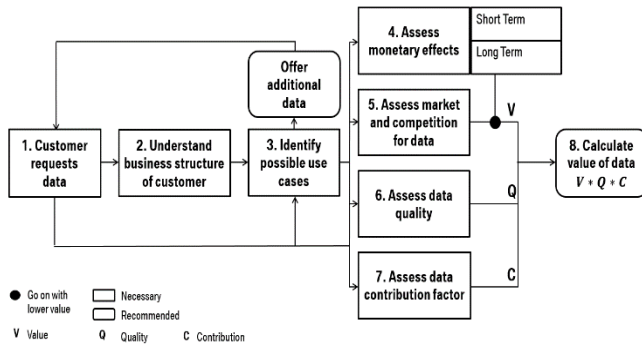 4. Assess
monetary effects
Short Term
Long Term
Offer
additional
data
5. Assess market
and competition
for data
V
1. Customer
requests
data
2. Understand
business structure
of customer
3. Identify
possible use
cases
8. Calculate
value of data
V * Q * C
6. Assess data
quality
Q
7. Assess data
contribution factor
C
Go on with
lower value
Necessary
Recommended
V Value
Q Quality
C Contribution